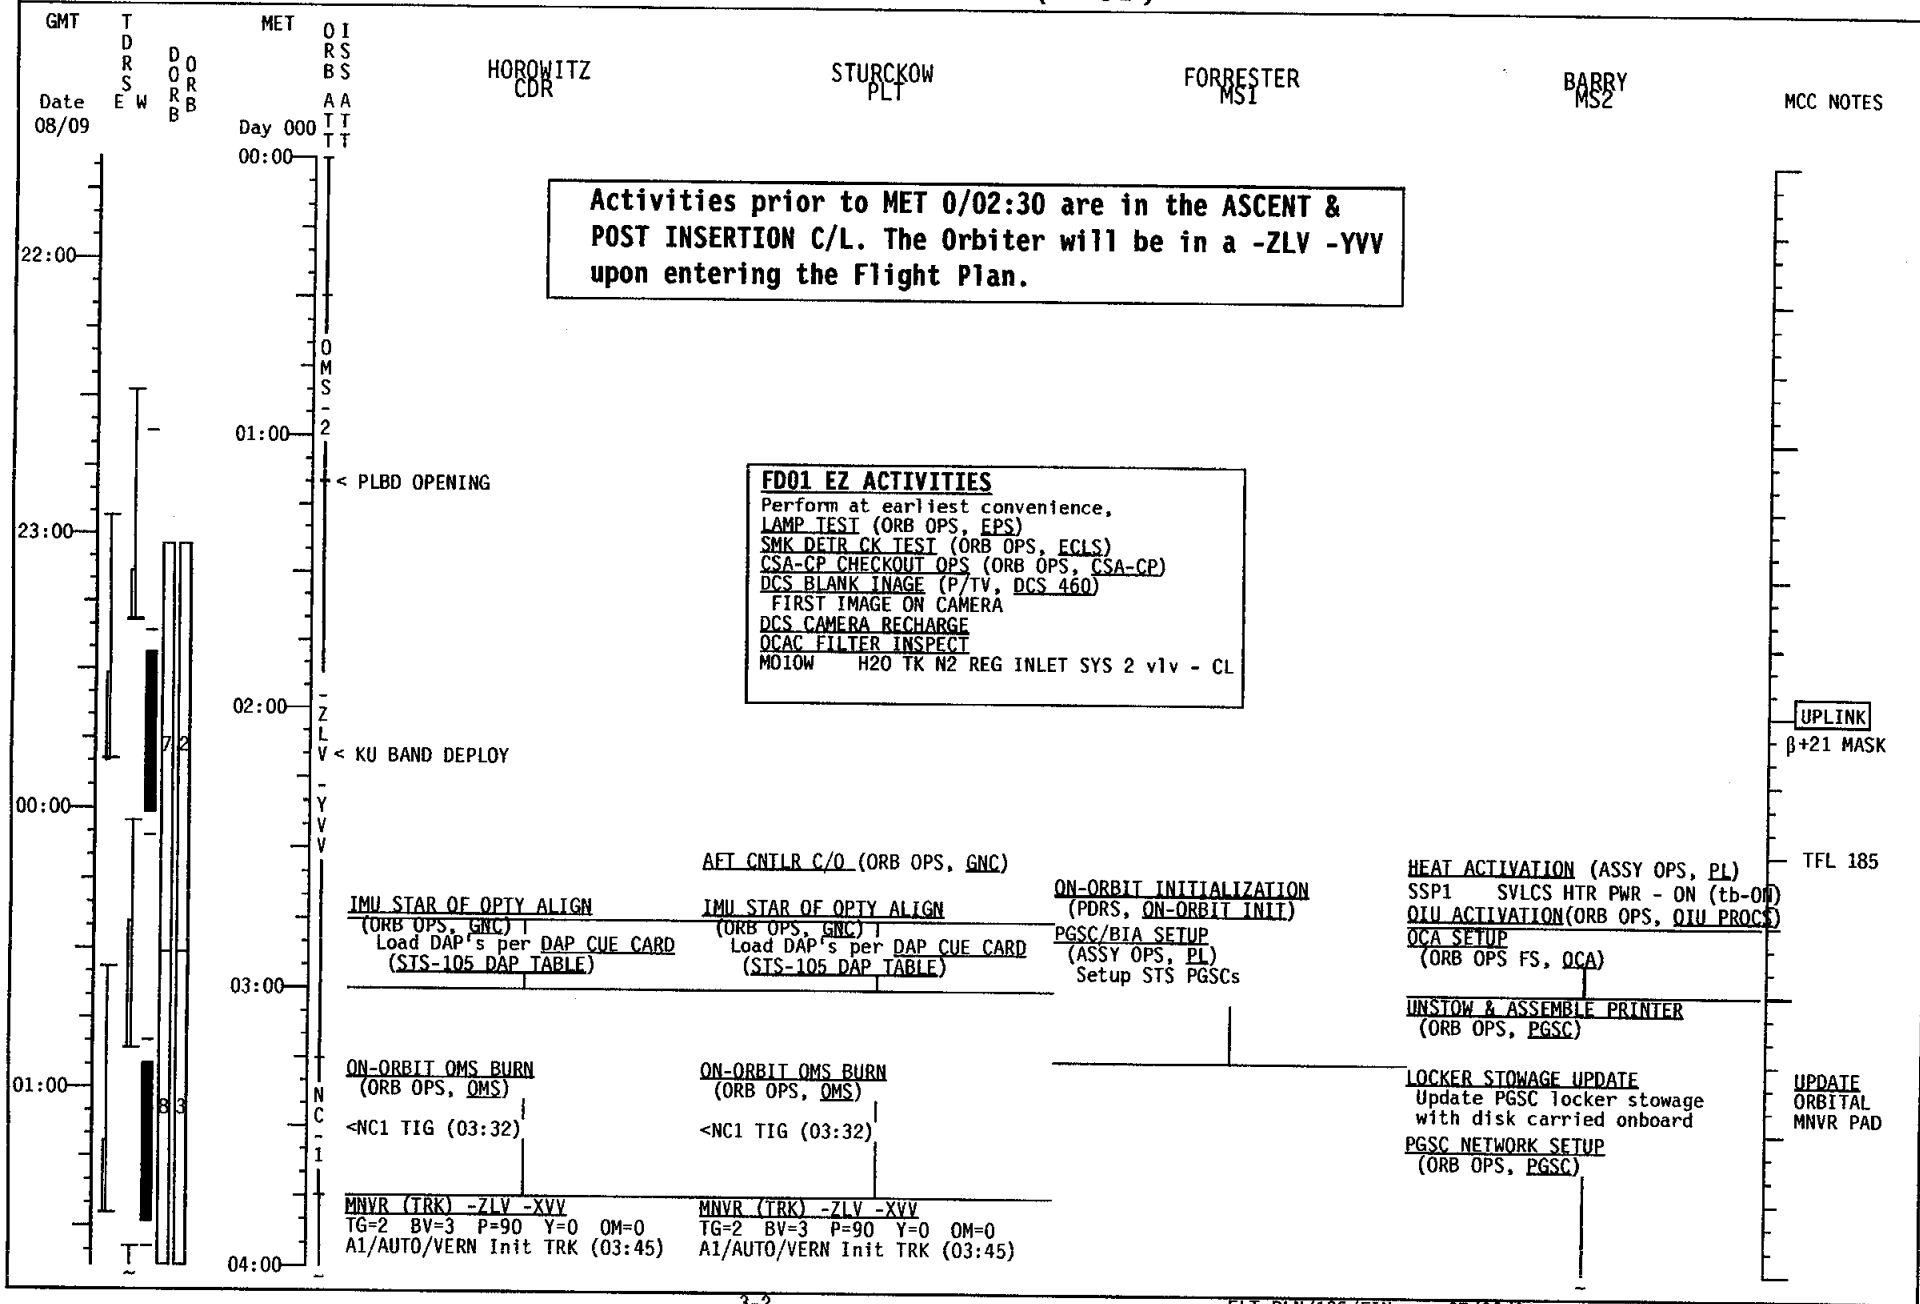 GMT
TDRS
E W
DORB
ORB
MET
ORB ATT
ISS ATT
HOROWITZ
CDR
STURCKOW
PLT
FORRESTER
MS1
BARRY
MS2
MCC NOTES
Date
08/09
Day 000
00:00
Activities prior to MET 0/02:30 are in the ASCENT &
POST INSERTION C/L. The Orbiter will be in a -ZLV -YVV
upon entering the Flight Plan.
22:00
OMS-2
01:00
< PLBD OPENING
23:00
FD01 EZ ACTIVITIES
Perform at earliest convenience,
LAMP TEST (ORB OPS, EPS)
SMK DETR CK TEST (ORB OPS, ECLS)
CSA-CP CHECKOUT OPS (ORB OPS, CSA-CP)
DCS BLANK INAGE (P/TV, DCS 460)
FIRST IMAGE ON CAMERA
DCS CAMERA RECHARGE
OCAC FILTER INSPECT
MO10W H2O TK N2 REG INLET SYS 2 vlv - CL
02:00
-ZLV -YVV
7 2
< KU BAND DEPLOY
UPLINK
β+21 MASK
00:00
TFL 185
IMU STAR OF OPTY ALIGN
(ORB OPS, GNC)
Load DAP's per DAP CUE CARD
(STS-105 DAP TABLE)
AFT CNTLR C/O (ORB OPS, GNC)
IMU STAR OF OPTY ALIGN
(ORB OPS, GNC)
Load DAP's per DAP CUE CARD
(STS-105 DAP TABLE)
ON-ORBIT INITIALIZATION
(PDRS, ON-ORBIT INIT)
PGSC/BIA SETUP
(ASSY OPS, PL)
Setup STS PGSCs
HEAT ACTIVATION (ASSY OPS, PL)
SSP1 SVLCS HTR PWR - ON (tb-ON)
OIU ACTIVATION(ORB OPS, OIU PROCS)
OCA SETUP
(ORB OPS FS, OCA)
03:00
UNSTOW & ASSEMBLE PRINTER
(ORB OPS, PGSC)
01:00
8 3
NC-1
ON-ORBIT OMS BURN
(ORB OPS, OMS)
<NC1 TIG (03:32)
ON-ORBIT OMS BURN
(ORB OPS, OMS)
<NC1 TIG (03:32)
LOCKER STOWAGE UPDATE
Update PGSC locker stowage
with disk carried onboard
PGSC NETWORK SETUP
(ORB OPS, PGSC)
UPDATE
ORBITAL
MNVR PAD
MNVR (TRK) -ZLV -XVV
TG=2 BV=3 P=90 Y=0 OM=0
A1/AUTO/VERN Init TRK (03:45)
MNVR (TRK) -ZLV -XVV
TG=2 BV=3 P=90 Y=0 OM=0
A1/AUTO/VERN Init TRK (03:45)
04:00
3-2